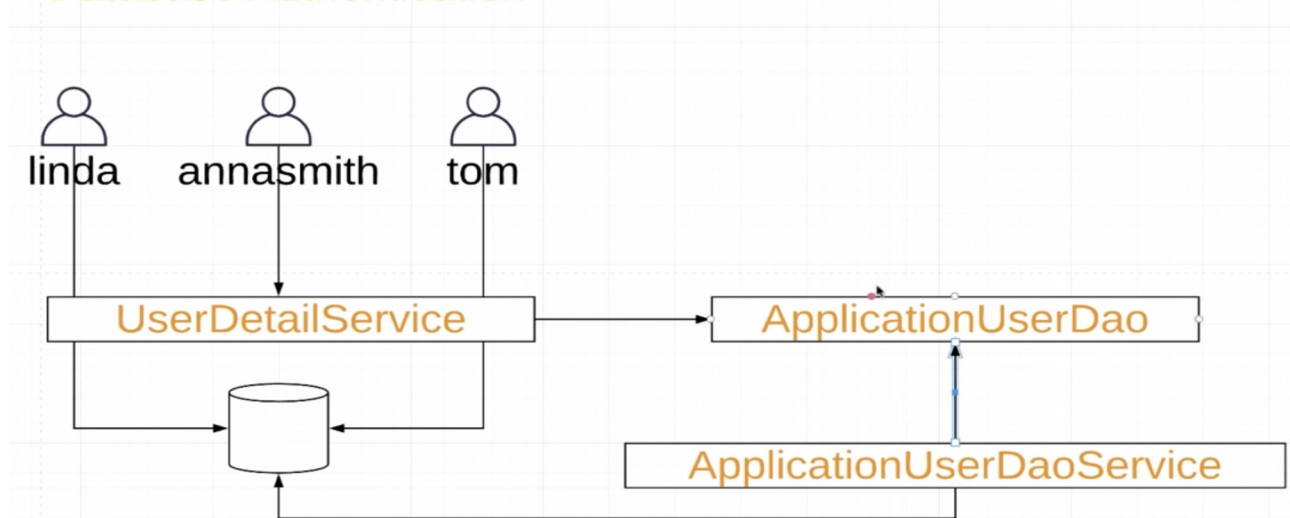 linda
annasmith
tom
UserDetailService
ApplicationUserDao
ApplicationUserDaoService